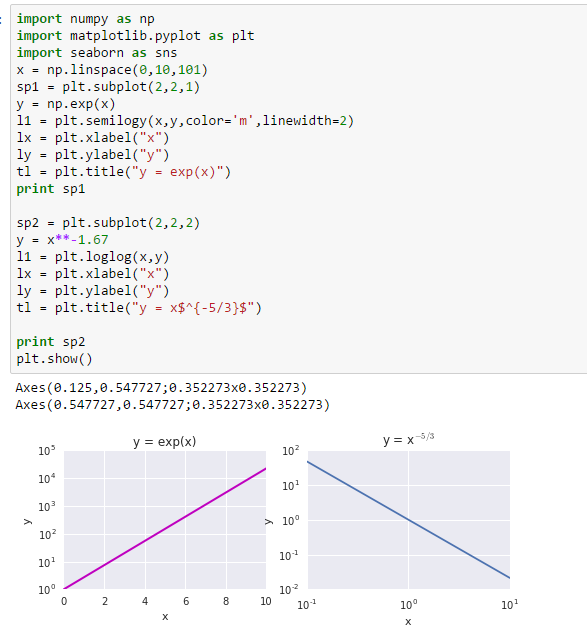 import numpy as np
import matplotlib.pyplot as plt
import seaborn as sns
x = np.linspace(0,10,101)
sp1 = plt.subplot(2,2,1)
y = np.exp(x)
l1 = plt.semilogy(x,y,color='m',linewidth=2)
lx = plt.xlabel("x")
ly = plt.ylabel("y")
tl = plt.title("y = exp(x)")
print sp1
sp2 = plt.subplot(2,2,2)
y = x**-1.67
l1 = plt.loglog(x,y)
lx = plt.xlabel("x")
ly = plt.ylabel("y")
tl = plt.title("y = x$^{-5/3}$")
print sp2
plt.show()
Axes(0.125,0.547727;0.352273x0.352273)
Axes(0.547727,0.547727;0.352273x0.352273)
y = exp(x)
10⁵
10⁴
10³
10²
10¹
10⁰
y
0 2 4 6 8 10
x
y = x⁻⁵/³
10²
10¹
10⁰
10⁻¹
10⁻²
y
10⁻¹ 10⁰ 10¹
x